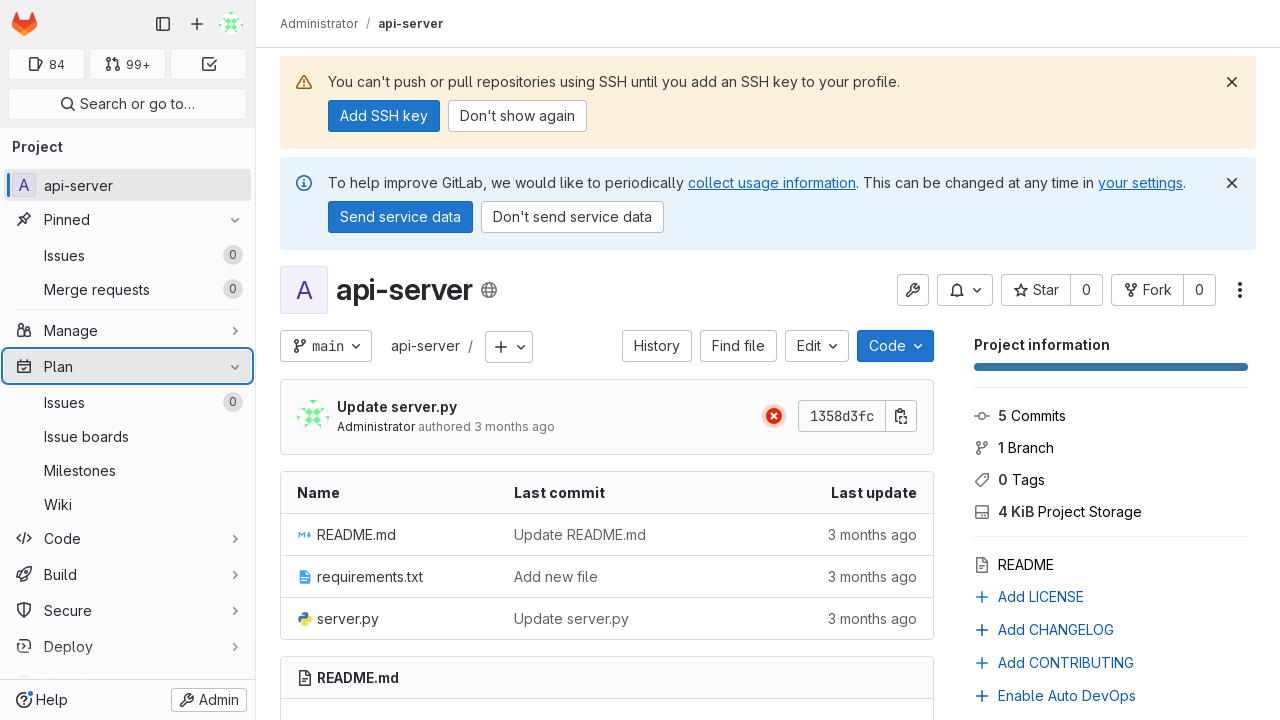 84
99+
Search or go to…
Project
A api-server
Pinned
Issues 0
Merge requests 0
Manage
Plan
Issues 0
Issue boards
Milestones
Wiki
Code
Build
Secure
Deploy
Help
Admin
Administrator / api-server
You can't push or pull repositories using SSH until you add an SSH key to your profile.
Add SSH key Don't show again
To help improve GitLab, we would like to periodically collect usage information. This can be changed at any time in your settings.
Send service data Don't send service data
A api-server
Star 0 Fork 0
main api-server / History Find file Edit Code
Update server.py
Administrator authored 3 months ago
1358d3fc
Name Last commit Last update
README.md Update README.md 3 months ago
requirements.txt Add new file 3 months ago
server.py Update server.py 3 months ago
README.md
Project information
5 Commits
1 Branch
0 Tags
4 KiB Project Storage
README
Add LICENSE
Add CHANGELOG
Add CONTRIBUTING
Enable Auto DevOps